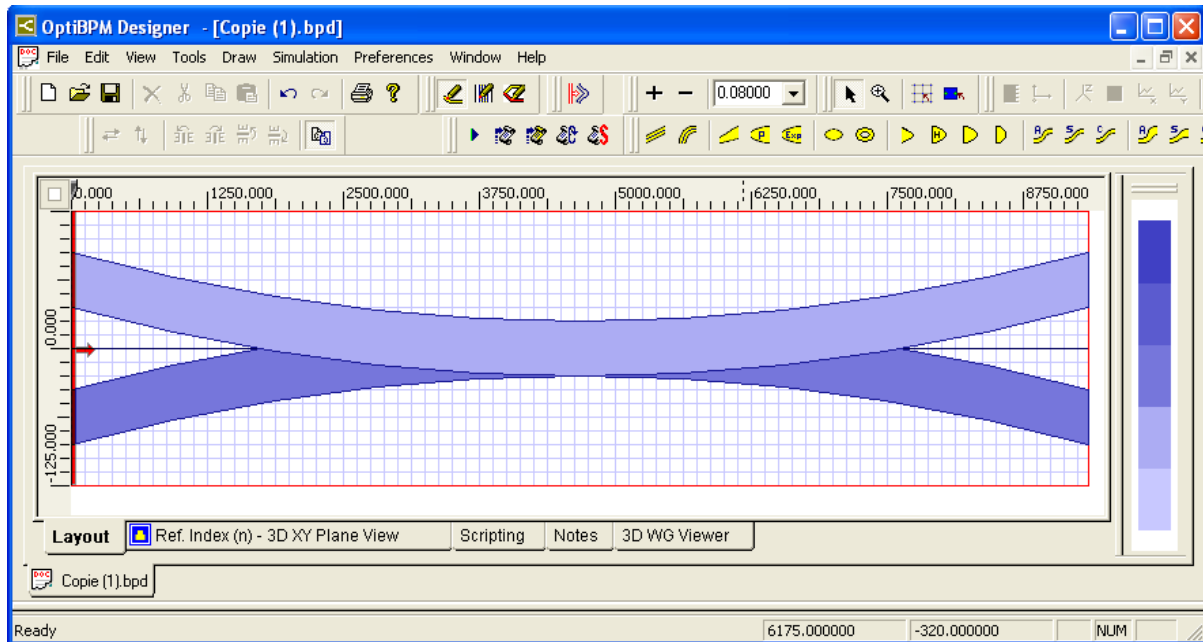 OptiBPM Designer - [Copie (1).bpd]
File Edit View Tools Draw Simulation Preferences Window Help
0.08000
0.000 1250.000 2500.000 3750.000 5000.000 6250.000 7500.000 8750.000
0.000
-125.000
Layout Ref. Index (n) - 3D XY Plane View Scripting Notes 3D WG Viewer
Copie (1).bpd
Ready 6175.000000 -320.000000 NUM